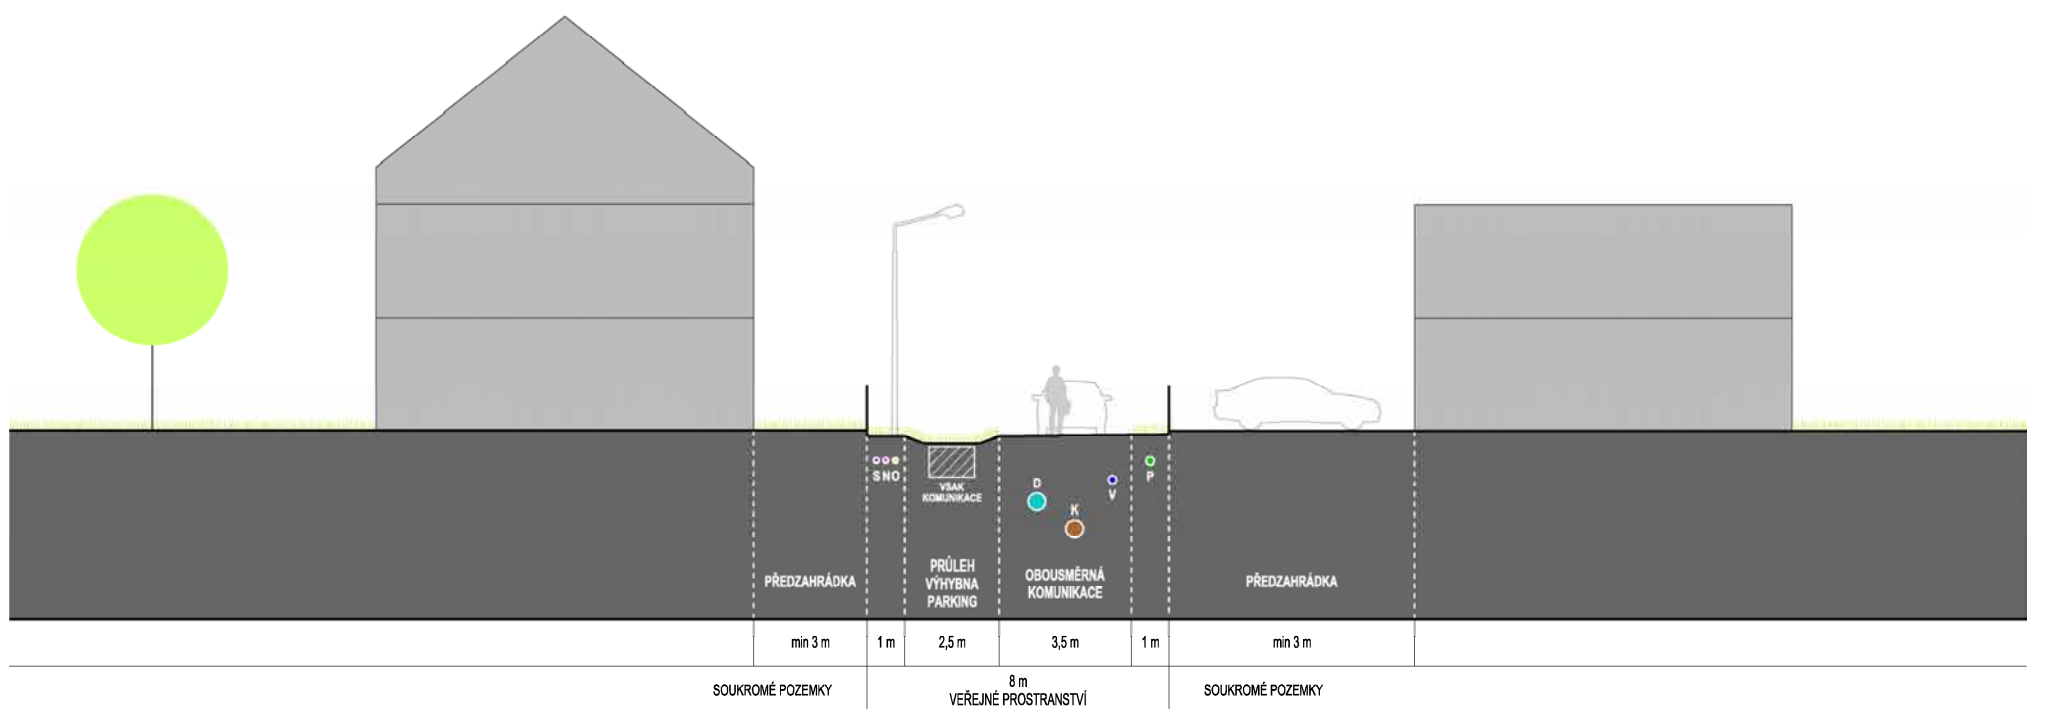 SNO
VSAK
KOMUNIKACE
D
V
K
P
PŘEDZAHRÁDKA
PRŮLEH
VÝHYBNA
PARKING
OBOUSMĚRNÁ
KOMUNIKACE
PŘEDZAHRÁDKA
min 3 m
1 m
2,5 m
3,5 m
1 m
min 3 m
SOUKROMÉ POZEMKY
8 m
VEŘEJNÉ PROSTRANSTVÍ
SOUKROMÉ POZEMKY